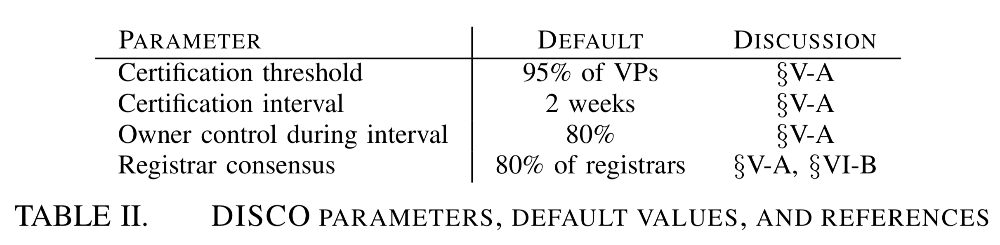 PARAMETER DEFAULT DISCUSSION
Certification threshold 95% of VPs §V-A
Certification interval 2 weeks §V-A
Owner control during interval 80% §V-A
Registrar consensus 80% of registrars §V-A, §VI-B
TABLE II. DISCO PARAMETERS, DEFAULT VALUES, AND REFERENCES